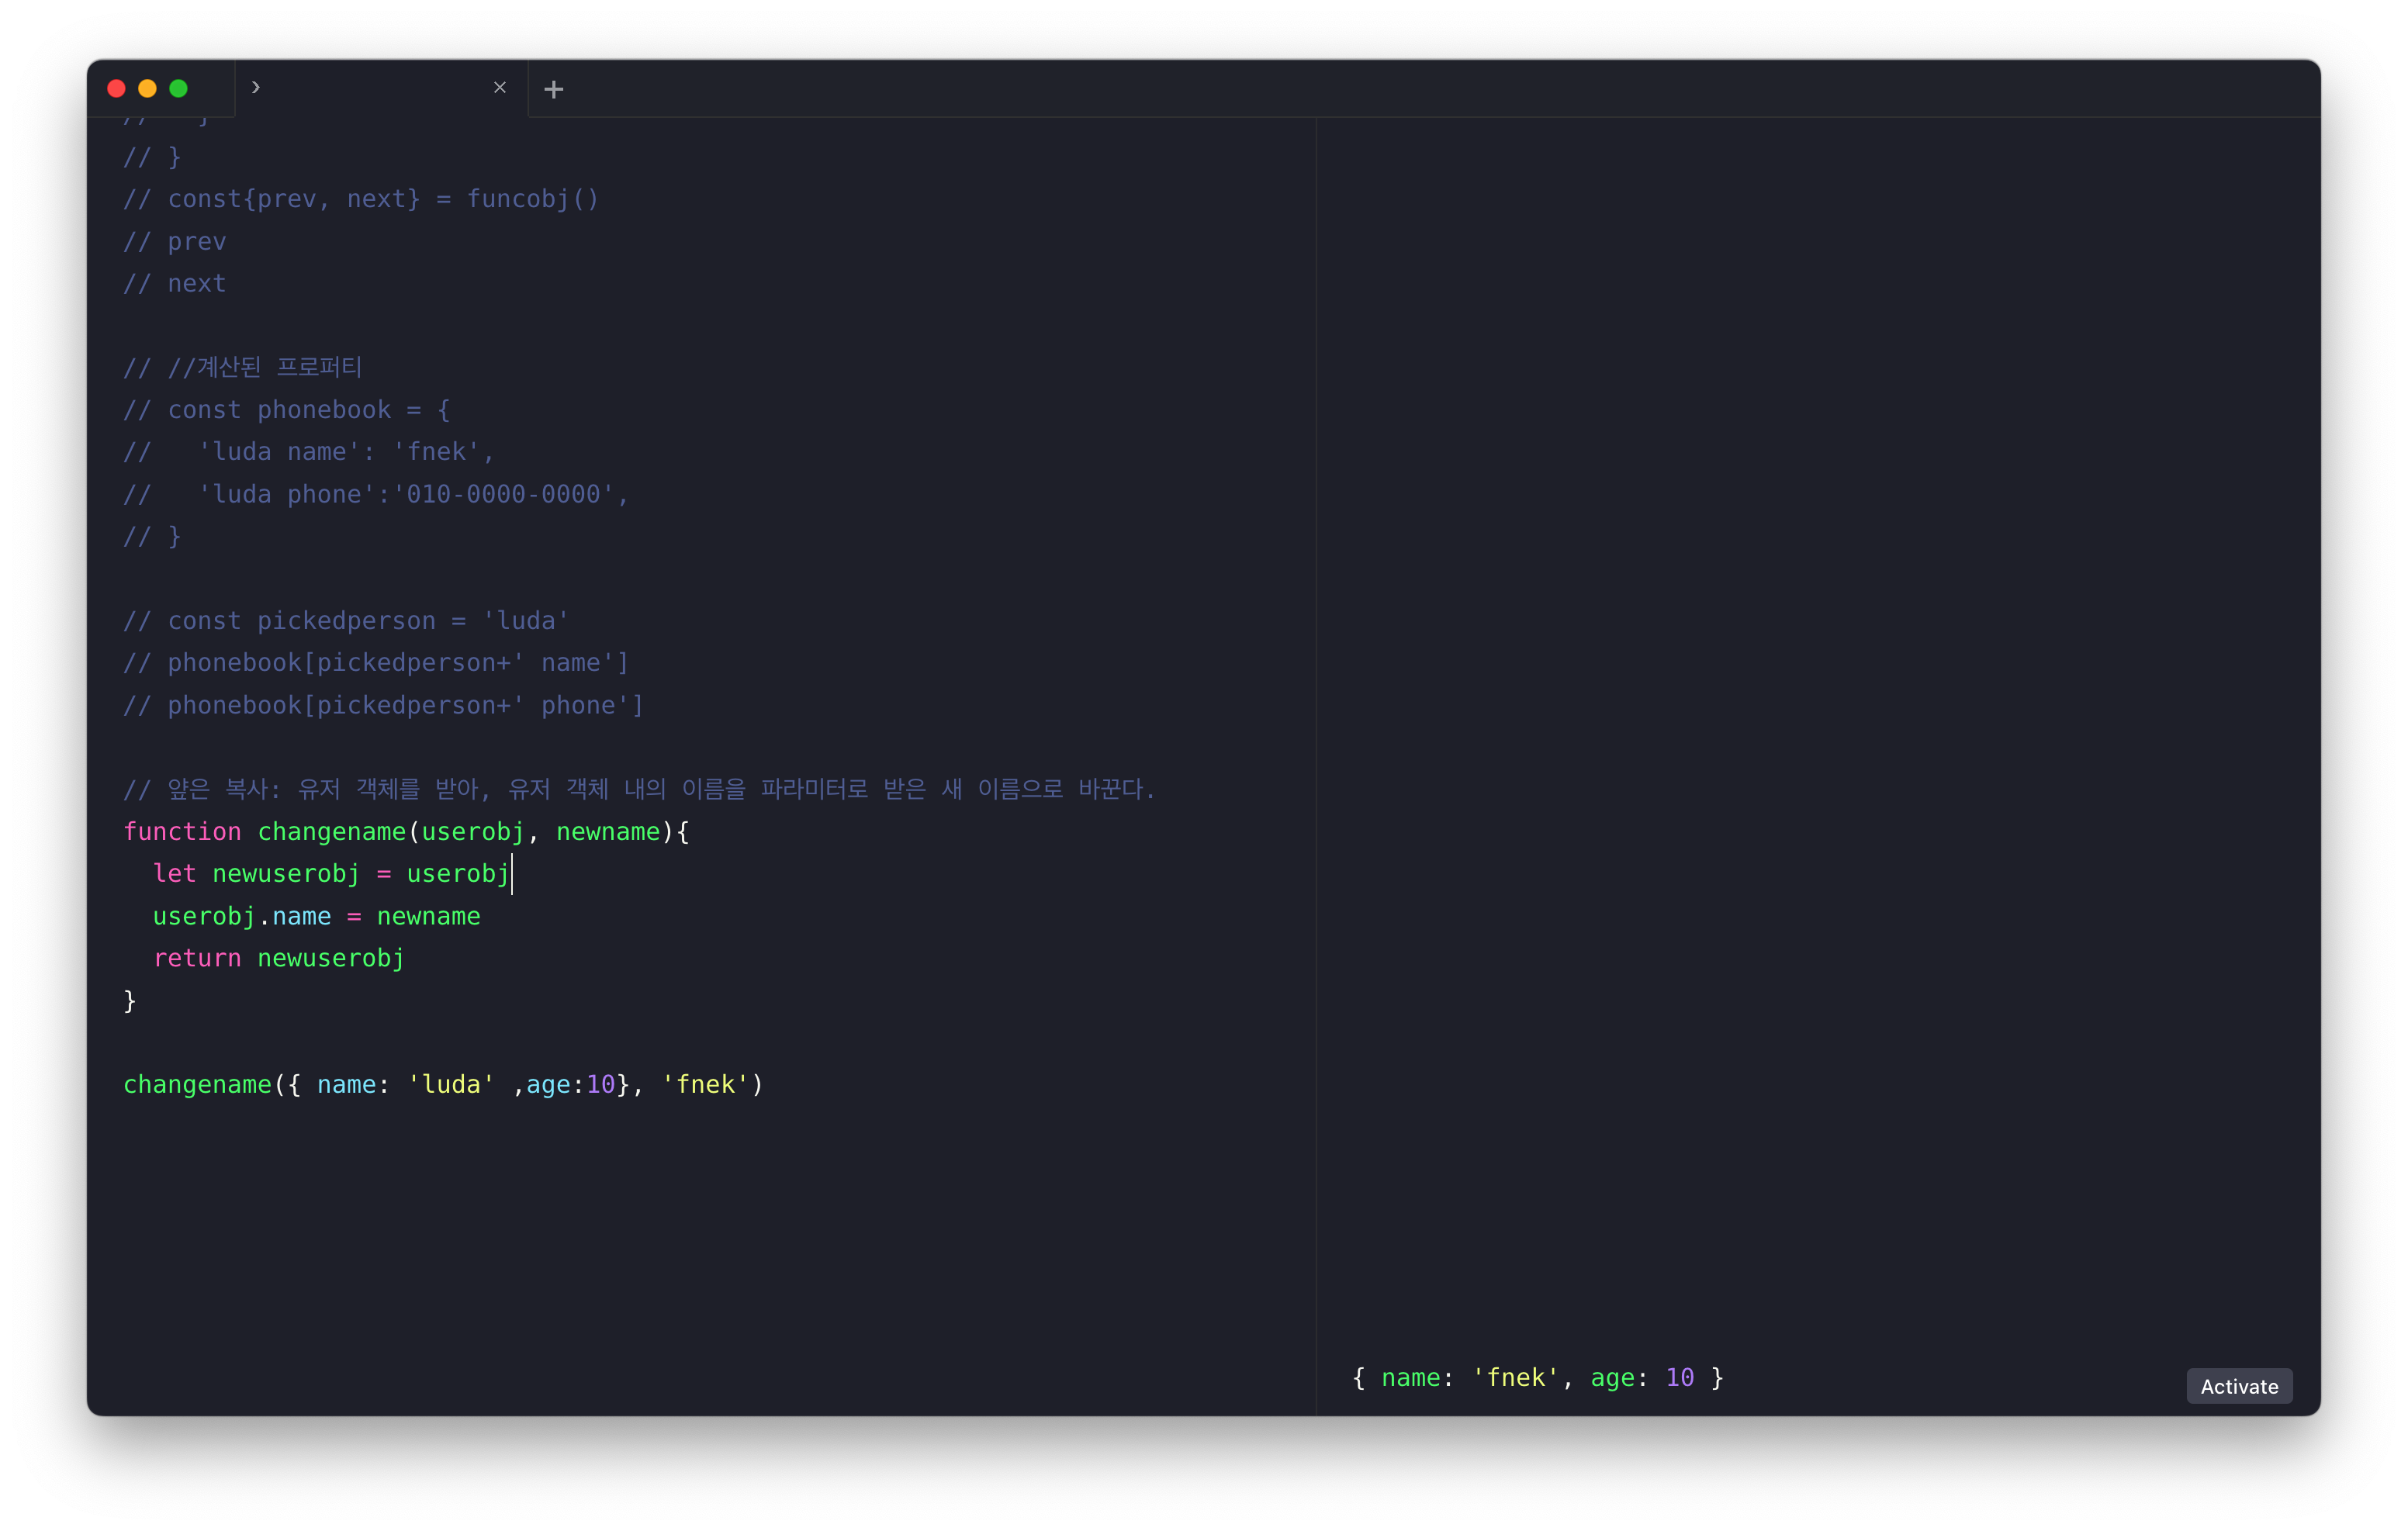 // }
// }
// const{prev, next} = funcobj()
// prev
// next
// //계산된 프로퍼티
// const phonebook = {
//   'luda name': 'fnek',
//   'luda phone':'010-0000-0000',
// }
// const pickedperson = 'luda'
// phonebook[pickedperson+' name']
// phonebook[pickedperson+' phone']
// 얖은 복사: 유저 객체를 받아, 유저 객체 내의 이름을 파라미터로 받은 새 이름으로 바꾼다.
function changename(userobj, newname){
  let newuserobj = userobj
  userobj.name = newname
  return newuserobj
}
changename({ name: 'luda' ,age:10}, 'fnek')
{ name: 'fnek', age: 10 }
Activate